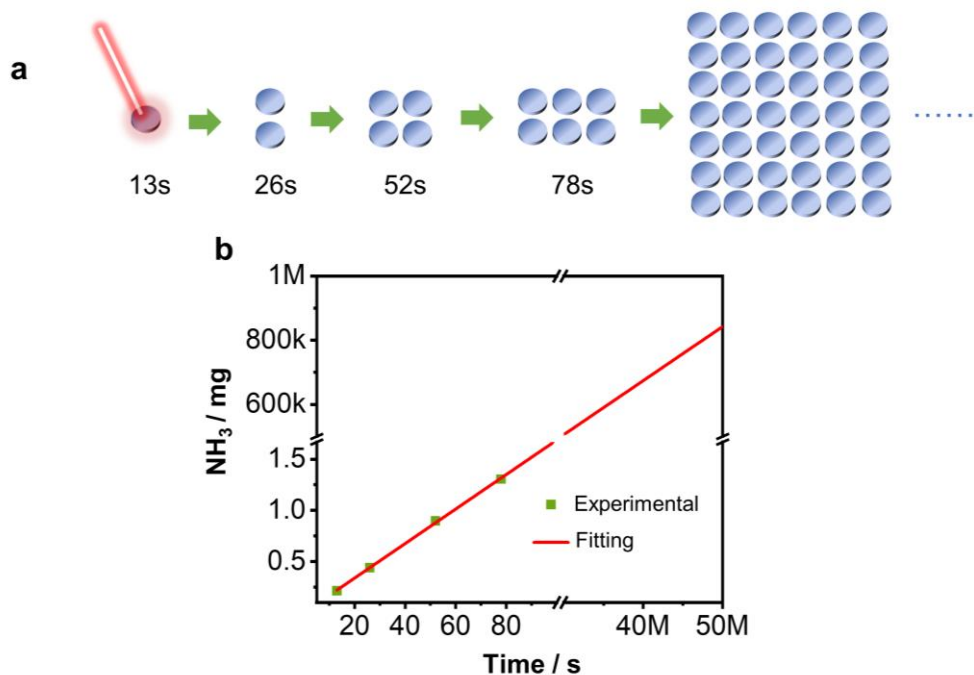 a
13s
26s
52s
78s
......
b
1M
800k
600k
1.5
1.0
0.5
NH₃ / mg
Experimental
Fitting
20 40 60 80 40M 50M
Time / s